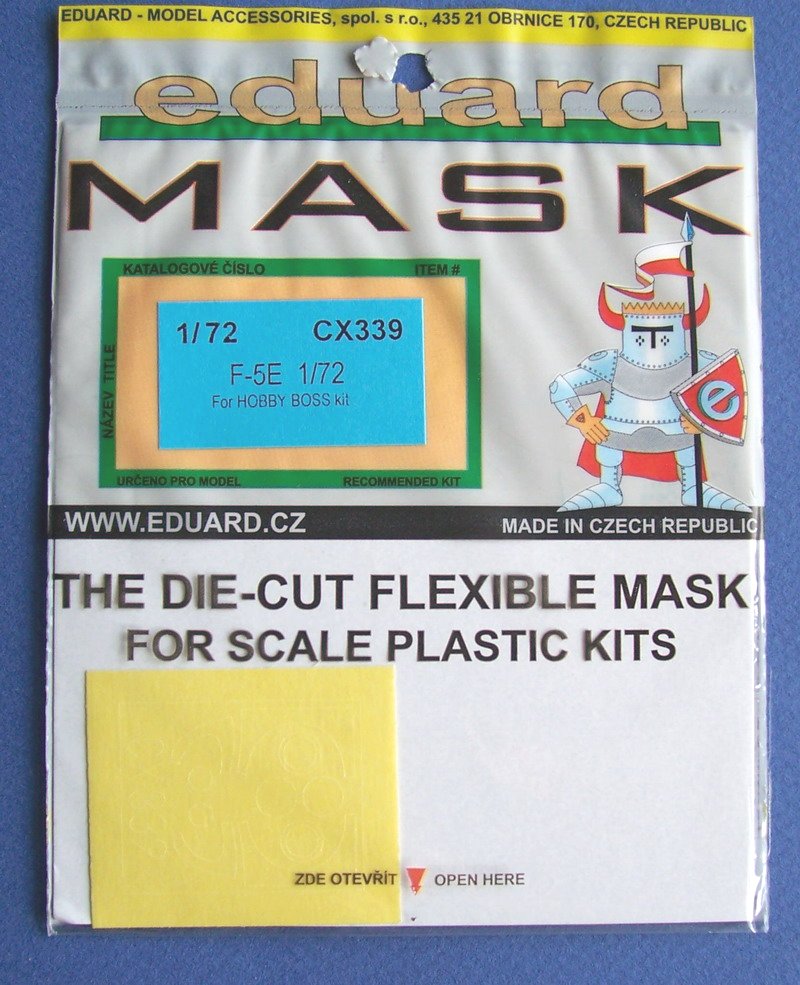 EDUARD - MODEL ACCESSORIES, spol. s r.o., 435 21 OBRNICE 170, CZECH REPUBLIC
eduard
MASK
KATALOGOVÉ ČÍSLO ITEM #
1/72 CX339
F-5E 1/72
For HOBBY BOSS kit
NÁZEV TITLE
URČENO PRO MODEL RECOMMENDED KIT
e
WWW.EDUARD.CZ MADE IN CZECH REPUBLIC
THE DIE-CUT FLEXIBLE MASK
FOR SCALE PLASTIC KITS
ZDE OTEVŘÍT OPEN HERE